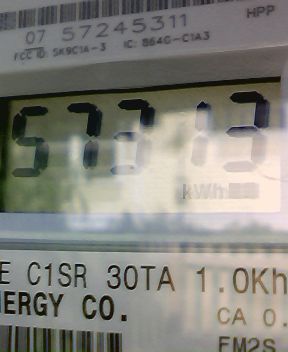 HPP
07 57245311
FCC ID: SK9C1A-3 IC: 864G-C1A3
57313
kWh
E C1SR 30TA 1.0Kh
NERGY CO.
CA 0.
FM2S